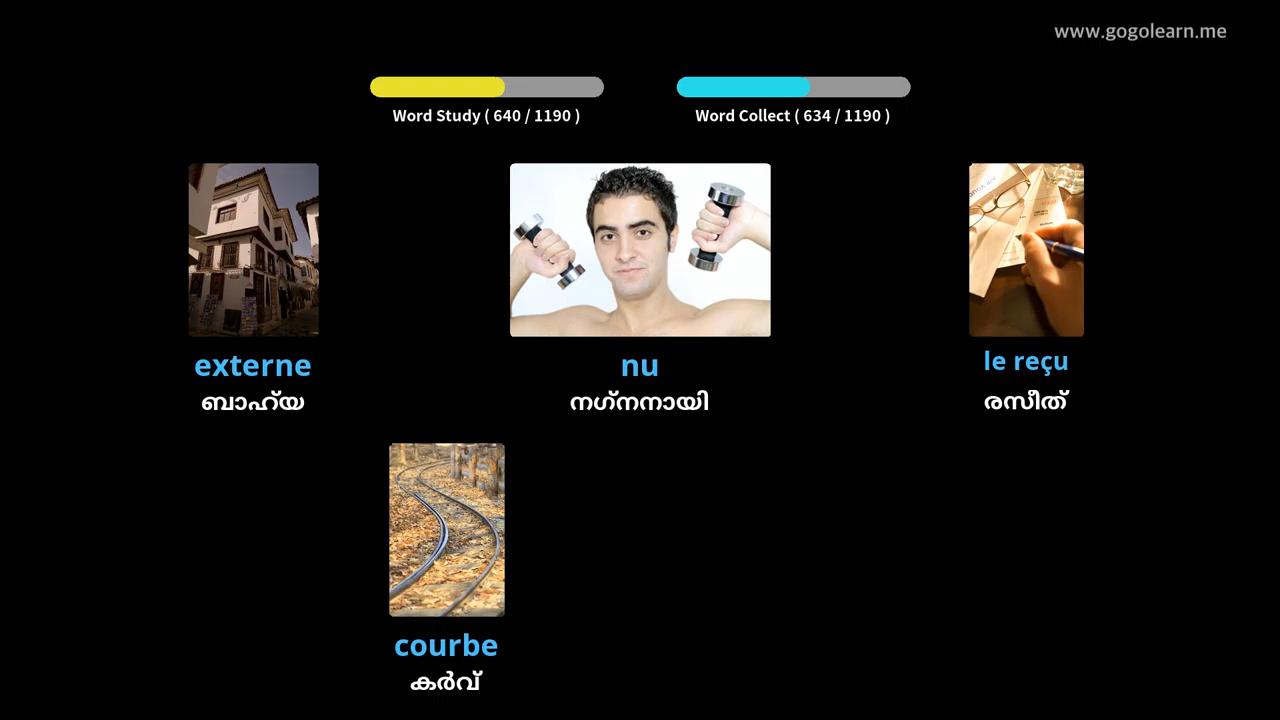 www.gogolearn.me
Word Study ( 640 / 1190 )
Word Collect ( 634 / 1190 )
externe
ബാഹ്യ
nu
നഗ്നനായി
le reçu
രസീത്
courbe
കർവ്